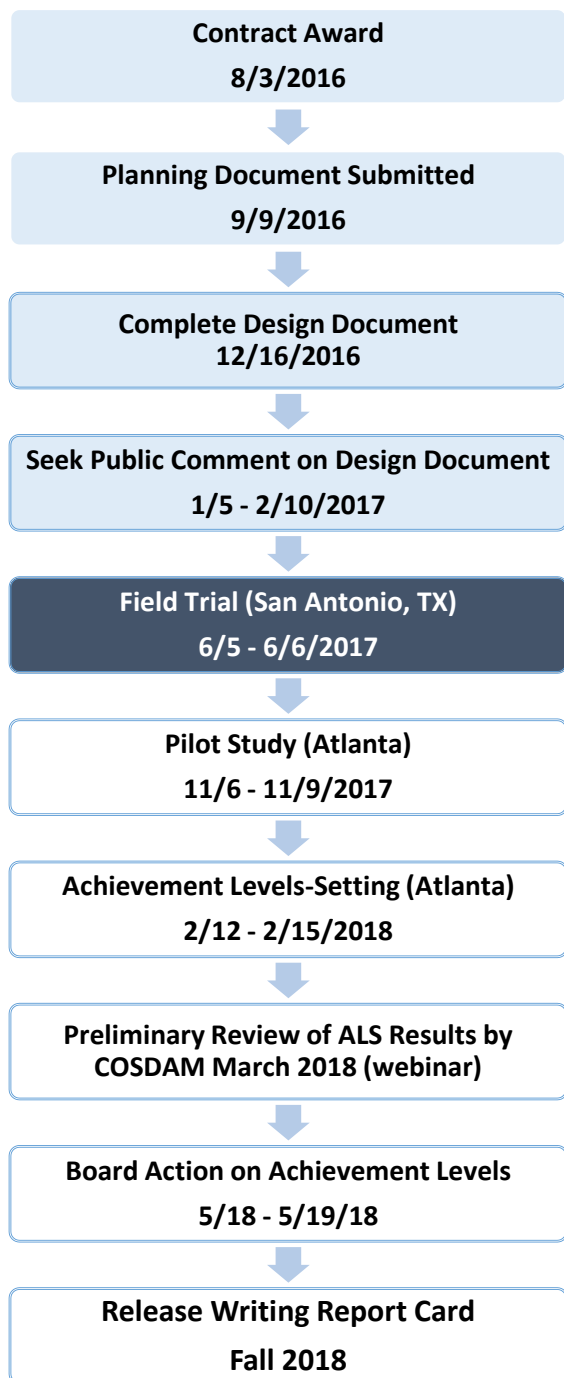 Contract Award
8/3/2016
Planning Document Submitted
9/9/2016
Complete Design Document
12/16/2016
Seek Public Comment on Design Document
1/5 - 2/10/2017
Field Trial (San Antonio, TX)
6/5 - 6/6/2017
Pilot Study (Atlanta)
11/6 - 11/9/2017
Achievement Levels-Setting (Atlanta)
2/12 - 2/15/2018
Preliminary Review of ALS Results by
COSDAM March 2018 (webinar)
Board Action on Achievement Levels
5/18 - 5/19/18
Release Writing Report Card
Fall 2018